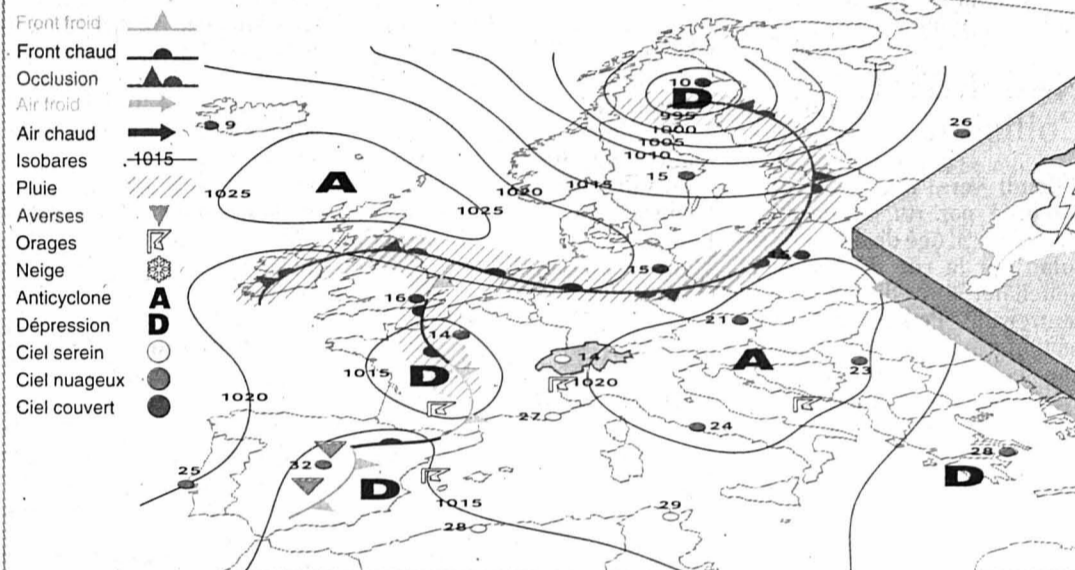 Front froid
Front chaud
Occlusion
Air froid
Air chaud
Isobares
1015
Pluie
Averses
Orages
Neige
Anticyclone
A
Dépression
D
Ciel serein
Ciel nuageux
Ciel couvert
9
10
D
995
1000
1005
1010
15
26
A
1025
1025
1020
1015
15
16
14
1015
D
14
1020
21
A
23
1020
27
24
25
32
D
1015
28
29
28
D